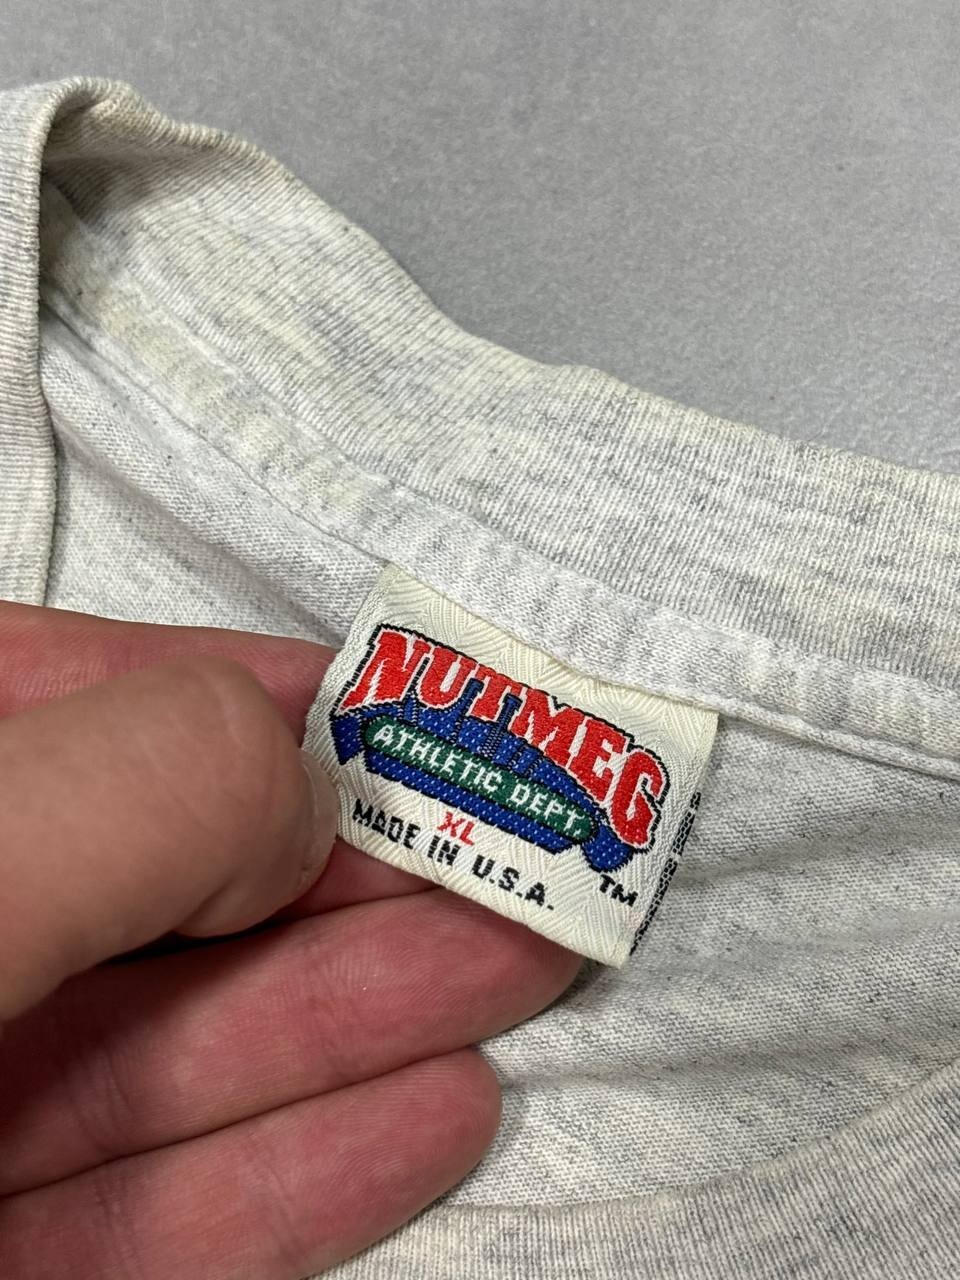 NUTMEG
ATHLETIC DEPT
XL
MADE IN U.S.A.
TM